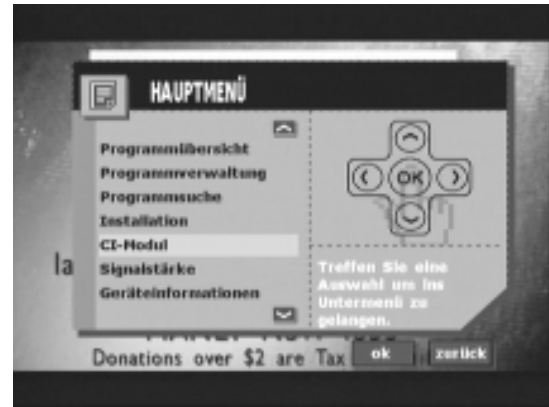 HAUPTMENÜ
Programmübersicht
Programmverwaltung
Programmsuche
Installation
CI-Modul
Signalstärke
Geräteinformationen
OK
Treffen Sie eine
Auswahl um ins
Untermenü zu
gelangen.
la
Donations over $2 are Tax
ok
zurück